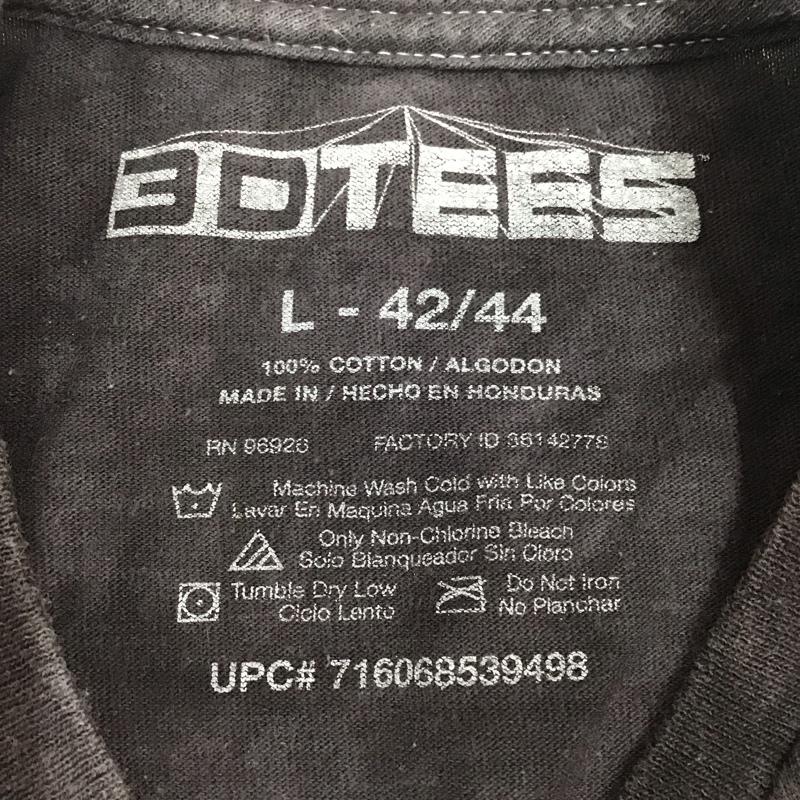 3DTEES
L - 42/44
100% COTTON / ALGODON
MADE IN / HECHO EN HONDURAS
RN 96926 FACTORY ID 36142778
Machine Wash Cold with Like Colors
Lavar En Maquina Agua Fria Por Colores
Only Non-Chlorine Bleach
Solo Blanqueador Sin Cloro
Tumble Dry Low
Ciclo Lento
Do Not Iron
No Planchar
UPC# 716068539498